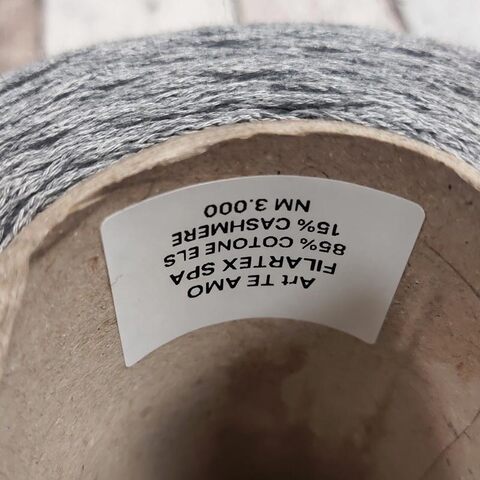 Art TE AMO
FILARTEX SPA
85% COTONE ELS
15% CASHMERE
NM 3.000